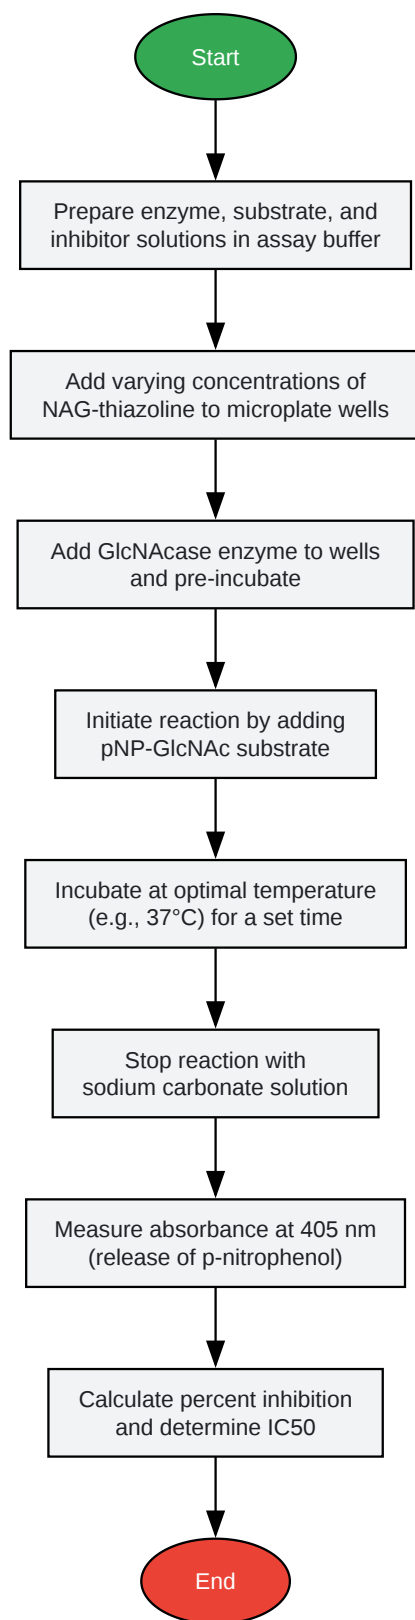 Start
Prepare enzyme, substrate, and
inhibitor solutions in assay buffer
Add varying concentrations of
NAG-thiazoline to microplate wells
Add GlcNAcase enzyme to wells
and pre-incubate
Initiate reaction by adding
pNP-GlcNAc substrate
Incubate at optimal temperature
(e.g., 37°C) for a set time
Stop reaction with
sodium carbonate solution
Measure absorbance at 405 nm
(release of p-nitrophenol)
Calculate percent inhibition
and determine IC50
End